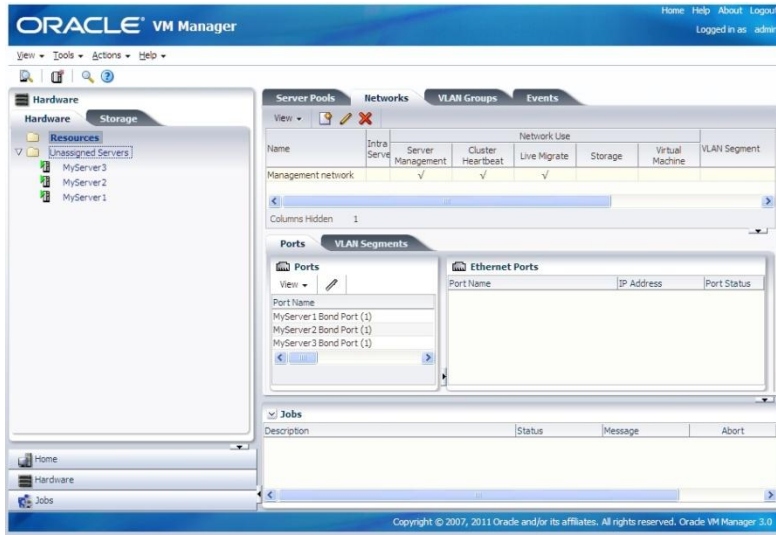 Home Help About Logout
ORACLE VM Manager
Logged in as admin
View Tools Actions Help
Hardware
Hardware Storage
Resources
Unassigned Servers
MyServer3
MyServer2
MyServer1
Home
Hardware
Jobs
Server Pools Networks VLAN Groups Events
View
Network Use
Name Intra Serve Server Management Cluster Heartbeat Live Migrate Storage Virtual Machine VLAN Segment
Management network √ √ √
Columns Hidden 1
Ports VLAN Segments
Ports
View
Port Name
MyServer1 Bond Port (1)
MyServer2 Bond Port (1)
MyServer3 Bond Port (1)
Ethernet Ports
Port Name IP Address Port Status
Jobs
Description Status Message Abort
Copyright © 2007, 2011 Oracle and/or its affiliates. All rights reserved. Oracle VM Manager 3.0